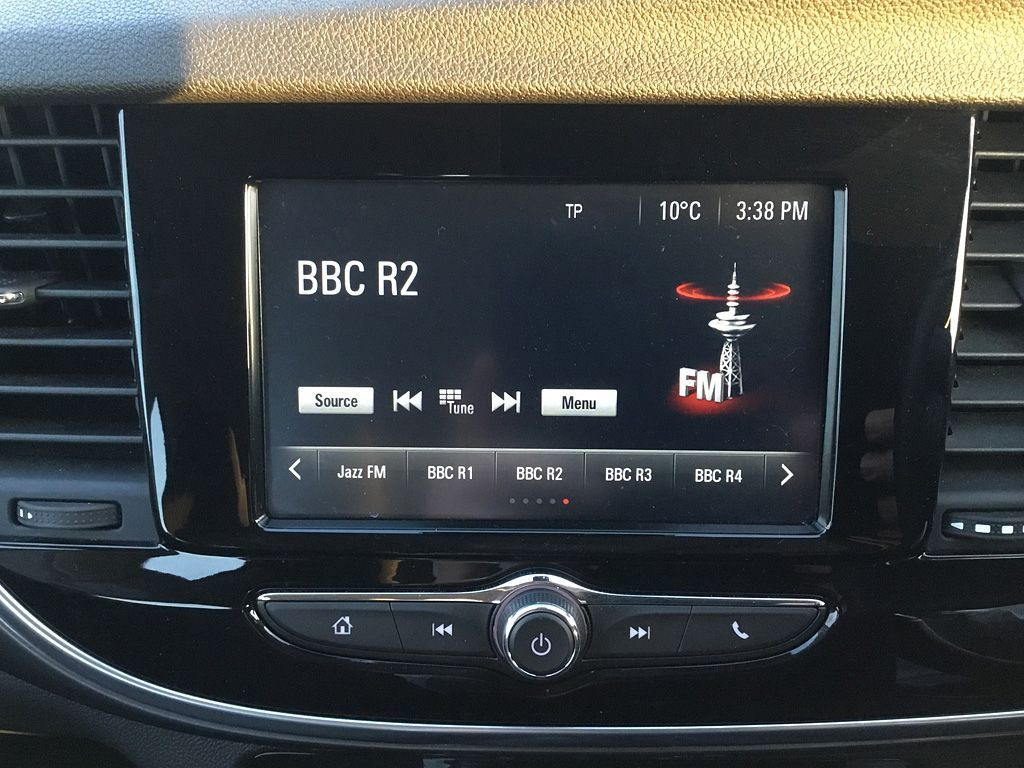 TP 10°C 3:38 PM
BBC R2
FM
Source Tune Menu
Jazz FM BBC R1 BBC R2 BBC R3 BBC R4